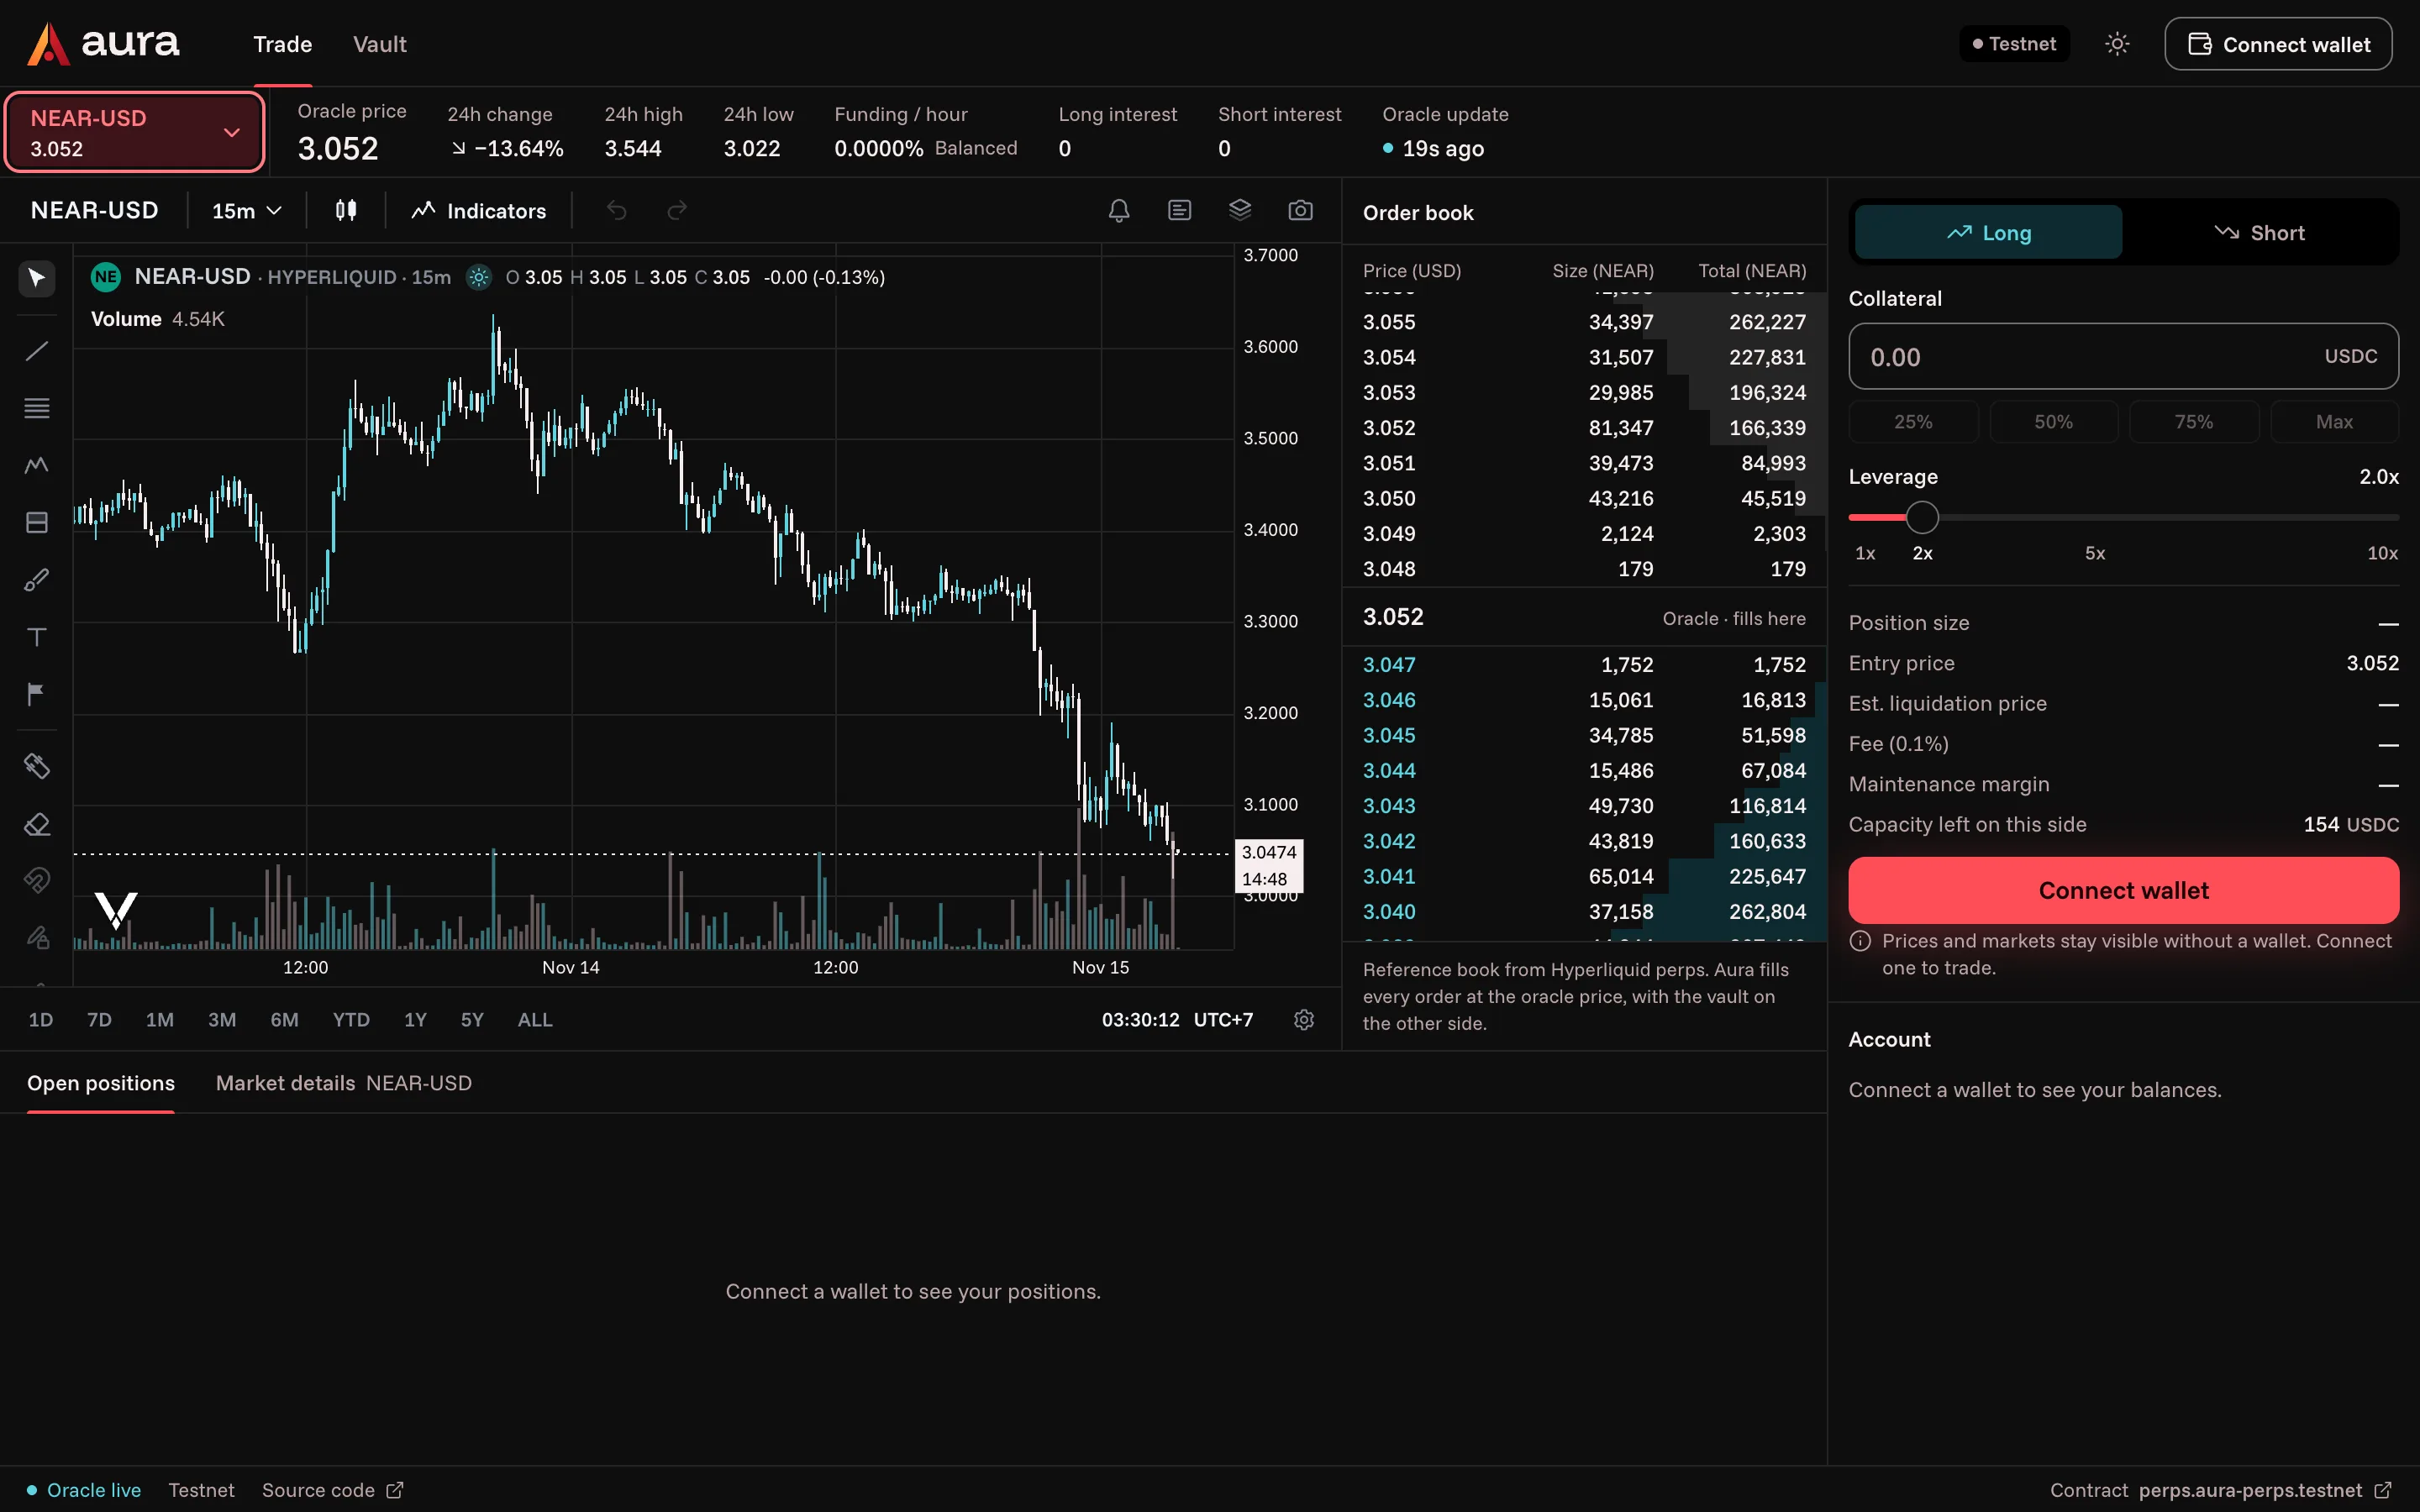 aura
Trade
Vault
Testnet
Connect wallet
NEAR-USD
3.052
Oracle price
3.052
24h change
−13.64%
24h high
3.544
24h low
3.022
Funding / hour
0.0000% Balanced
Long interest
0
Short interest
0
Oracle update
19s ago
NEAR-USD
15m
Indicators
NE NEAR-USD · HYPERLIQUID · 15m O 3.05 H 3.05 L 3.05 C 3.05 -0.00 (-0.13%)
Volume 4.54K
3.7000
3.6000
3.5000
3.4000
3.3000
3.2000
3.1000
3.0474
14:48
3.0000
12:00
Nov 14
12:00
Nov 15
1D 7D 1M 3M 6M YTD 1Y 5Y ALL
03:30:12 UTC+7
Order book
Price (USD) Size (NEAR) Total (NEAR)
3.055 34,397 262,227
3.054 31,507 227,831
3.053 29,985 196,324
3.052 81,347 166,339
3.051 39,473 84,993
3.050 43,216 45,519
3.049 2,124 2,303
3.048 179 179
3.052 Oracle · fills here
3.047 1,752 1,752
3.046 15,061 16,813
3.045 34,785 51,598
3.044 15,486 67,084
3.043 49,730 116,814
3.042 43,819 160,633
3.041 65,014 225,647
3.040 37,158 262,804
Reference book from Hyperliquid perps. Aura fills
every order at the oracle price, with the vault on
the other side.
Long
Short
Collateral
0.00 USDC
25% 50% 75% Max
Leverage 2.0x
1x 2x 5x 10x
Position size —
Entry price 3.052
Est. liquidation price —
Fee (0.1%) —
Maintenance margin —
Capacity left on this side 154 USDC
Connect wallet
Prices and markets stay visible without a wallet. Connect
one to trade.
Account
Connect a wallet to see your balances.
Open positions
Market details NEAR-USD
Connect a wallet to see your positions.
Oracle live
Testnet
Source code
Contract perps.aura-perps.testnet